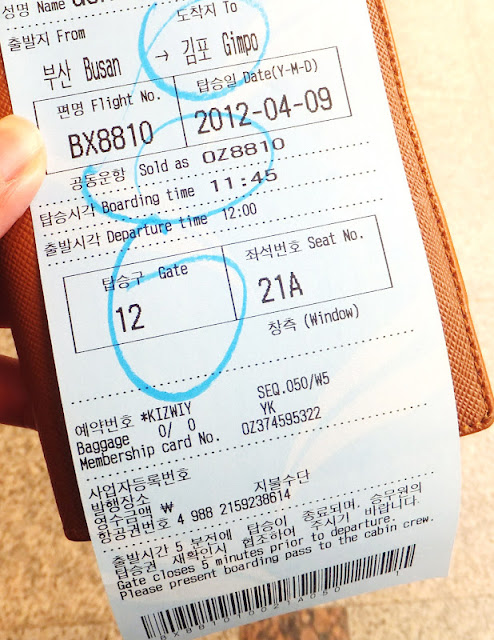 성명 Name
출발지 From 도착지 To
부산 Busan → 김포 Gimpo
편명 Flight No. 탑승일 Date(Y-M-D)
BX8810 2012-04-09
공동운항 Sold as OZ8810
탑승시각 Boarding time 11:45
출발시각 Departure time 12:00
탑승구 Gate 좌석번호 Seat No.
12 21A
창측 (Window)
SEQ.050/W5
예약번호 *KIZWIY YK
Baggage 0/ 0
Membership card No. OZ374595322
사업자등록번호
발행장소 지불수단
영수금액 ₩
항공권번호 4 988 2159238614
출발시간 5 부전에 탑승이 종료되며, 승무원의
탑승권 재확인시 협조하여 주시기 바랍니다.
Gate closes 5 minutes prior to departure.
Please present boarding pass to the cabin crew.
1
BX881010021A050